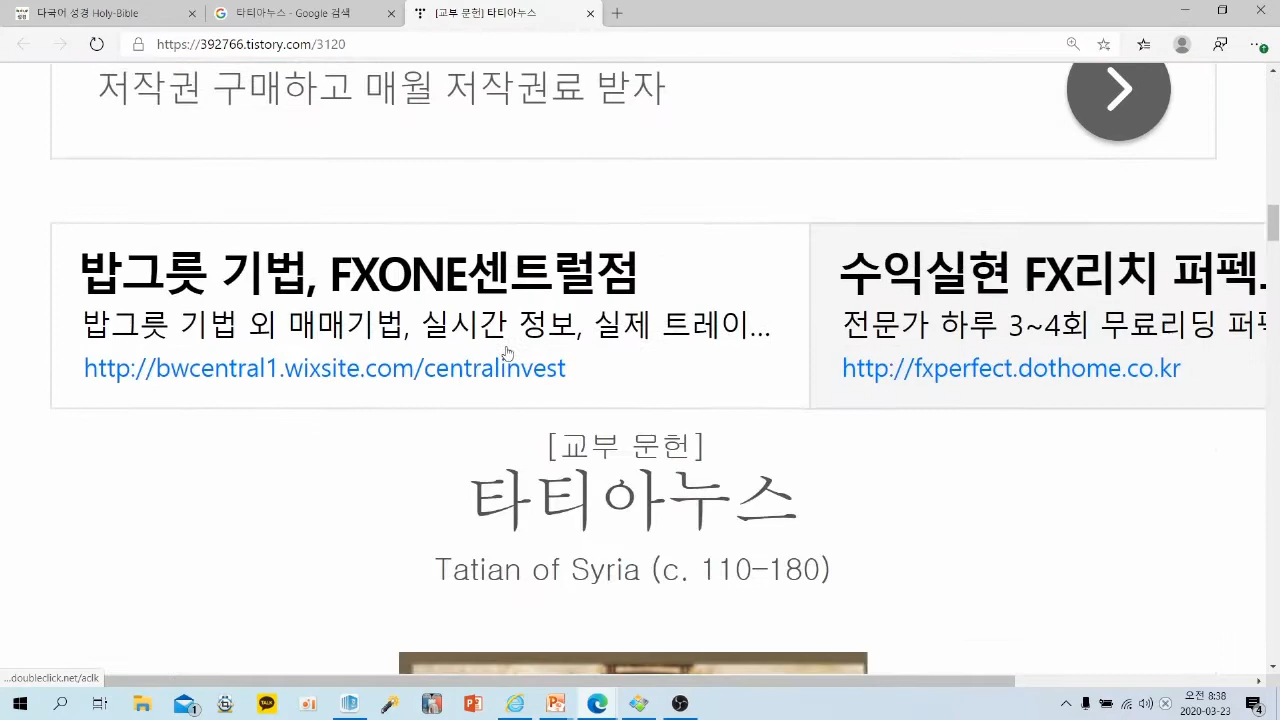 다국어 성경 Holy-Bible
타티아누스 - Google 검색
[교부 문헌] 타티아누스
https://392766.tistory.com/3120
저작권 구매하고 매월 저작권료 받자
밥그릇 기법, FXONE센트럴점
밥그릇 기법 외 매매기법, 실시간 정보, 실제 트레이...
http://bwcentral1.wixsite.com/centralinvest
수익실현 FX리치 퍼펙
전문가 하루 3~4회 무료리딩 퍼펙
http://fxperfect.dothome.co.kr
[교부 문헌]
타티아누스
Tatian of Syria (c. 110-180)
...doubleclick.net/aclk
오전 8:38
2020-03-23